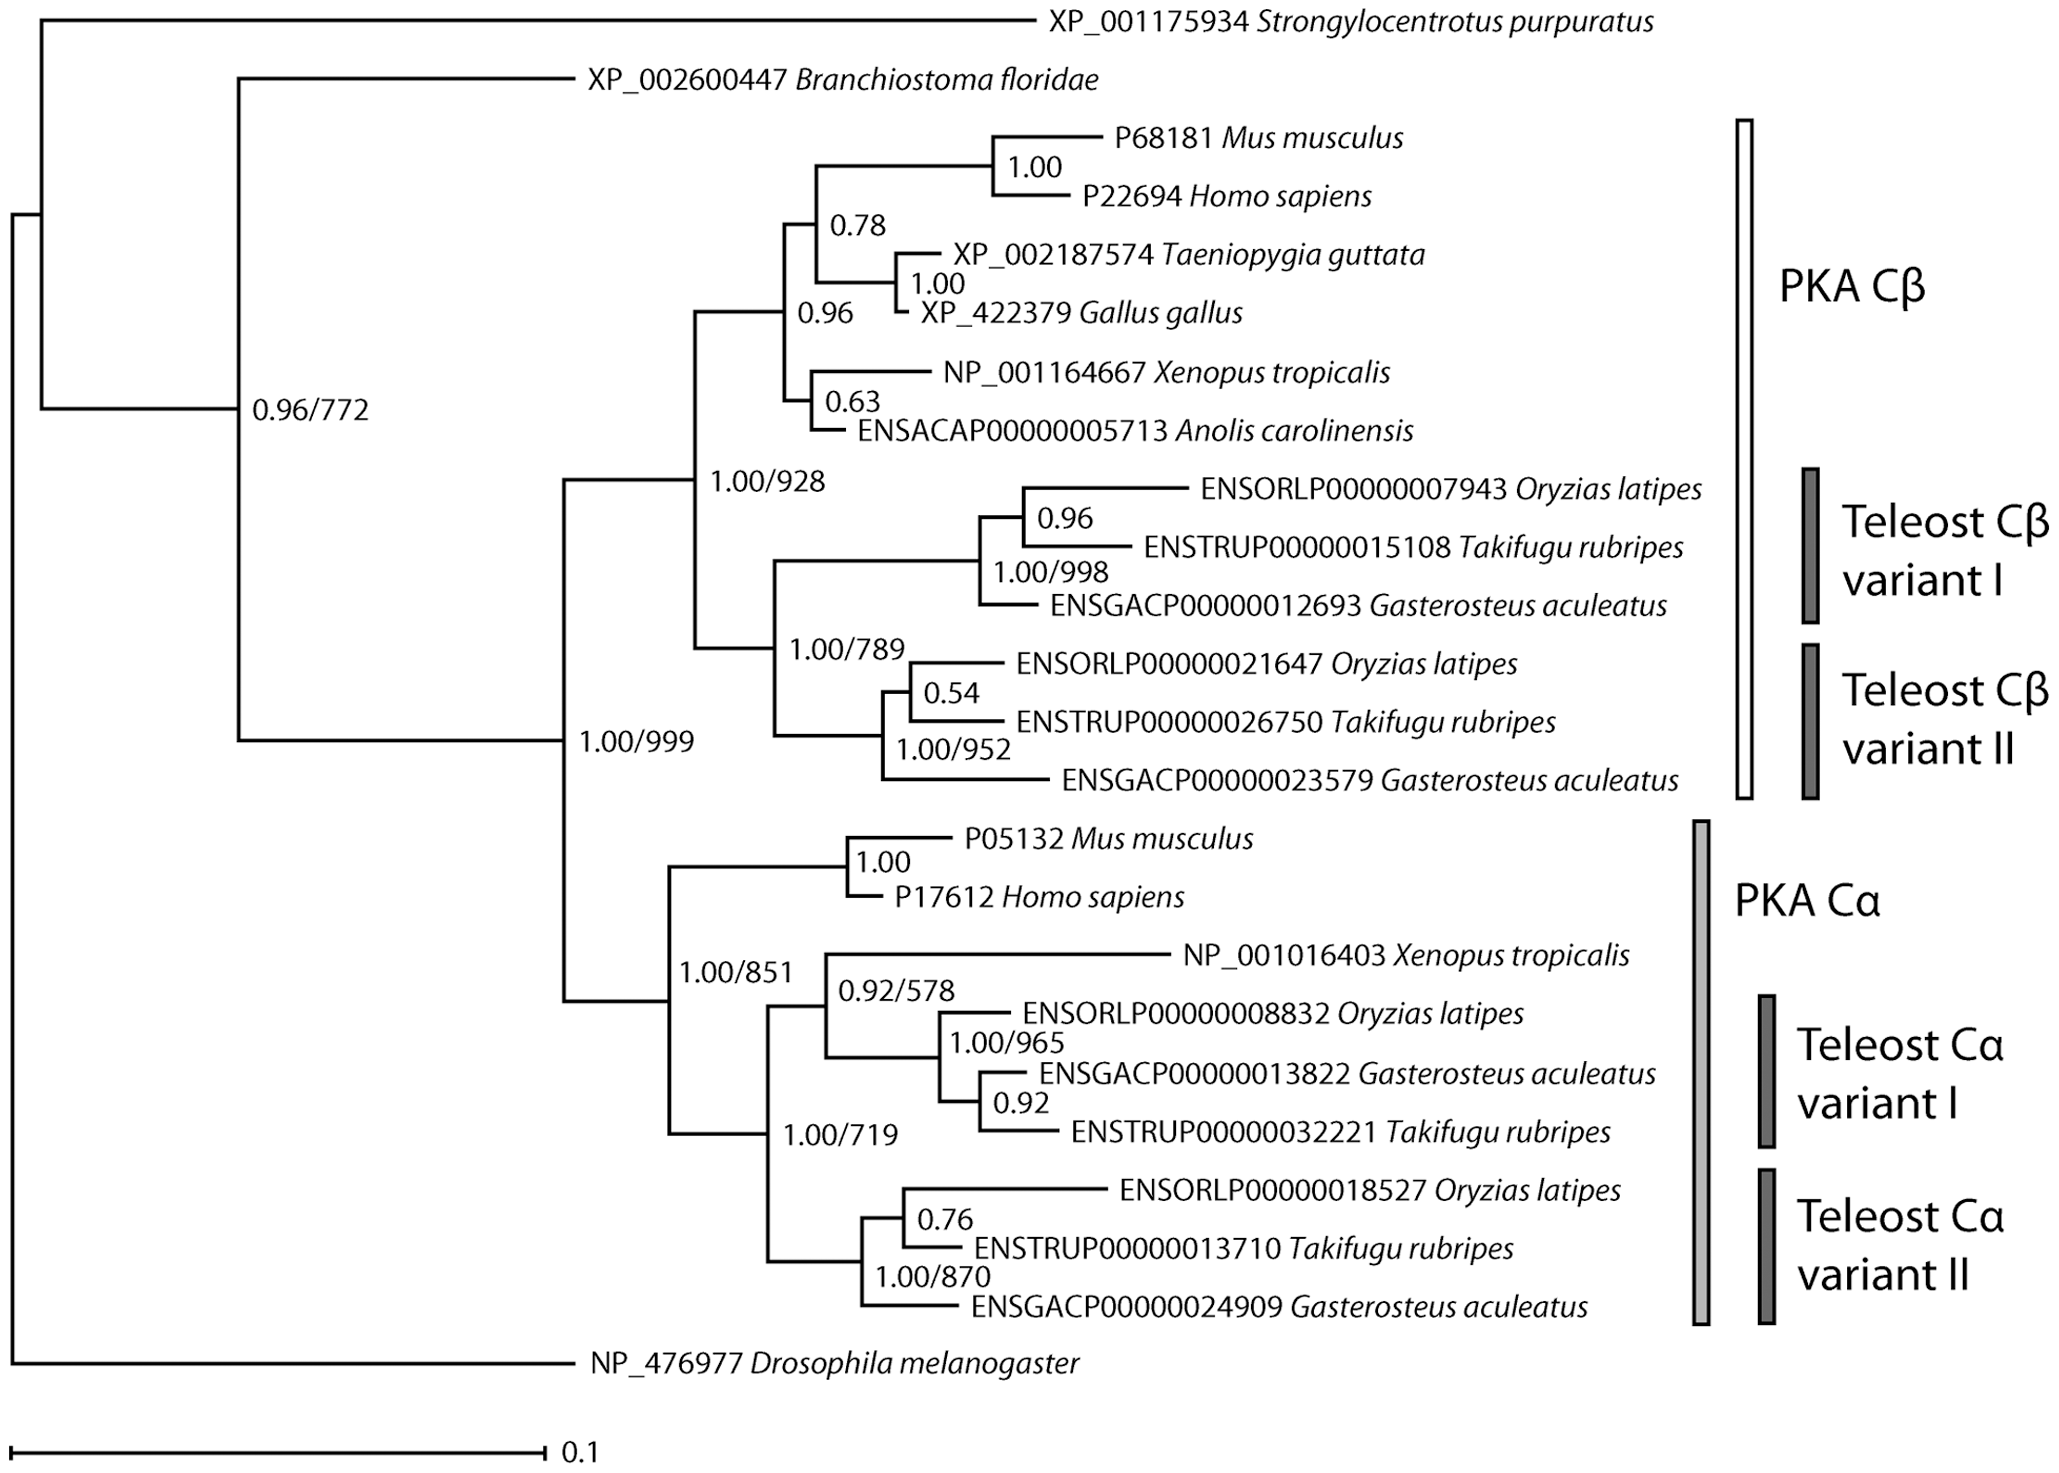 XP_001175934 Strongylocentrotus purpuratus
XP_002600447 Branchiostoma floridae
P68181 Mus musculus
1.00
P22694 Homo sapiens
0.78
XP_002187574 Taeniopygia guttata
1.00
XP_422379 Gallus gallus
0.96
NP_001164667 Xenopus tropicalis
0.63
ENSACAP00000005713 Anolis carolinensis
0.96/772
1.00/928
ENSORLP00000007943 Oryzias latipes
0.96
ENSTRUP00000015108 Takifugu rubripes
1.00/998
ENSGACP00000012693 Gasterosteus aculeatus
1.00/789
ENSORLP00000021647 Oryzias latipes
0.54
ENSTRUP00000026750 Takifugu rubripes
1.00/952
ENSGACP00000023579 Gasterosteus aculeatus
1.00/999
P05132 Mus musculus
1.00
P17612 Homo sapiens
1.00/851
NP_001016403 Xenopus tropicalis
0.92/578
ENSORLP00000008832 Oryzias latipes
1.00/965
ENSGACP00000013822 Gasterosteus aculeatus
0.92
ENSTRUP00000032221 Takifugu rubripes
1.00/719
ENSORLP00000018527 Oryzias latipes
0.76
ENSTRUP00000013710 Takifugu rubripes
1.00/870
ENSGACP00000024909 Gasterosteus aculeatus
NP_476977 Drosophila melanogaster
0.1
PKA Cβ
Teleost Cβ
variant I
Teleost Cβ
variant II
PKA Cα
Teleost Cα
variant I
Teleost Cα
variant II